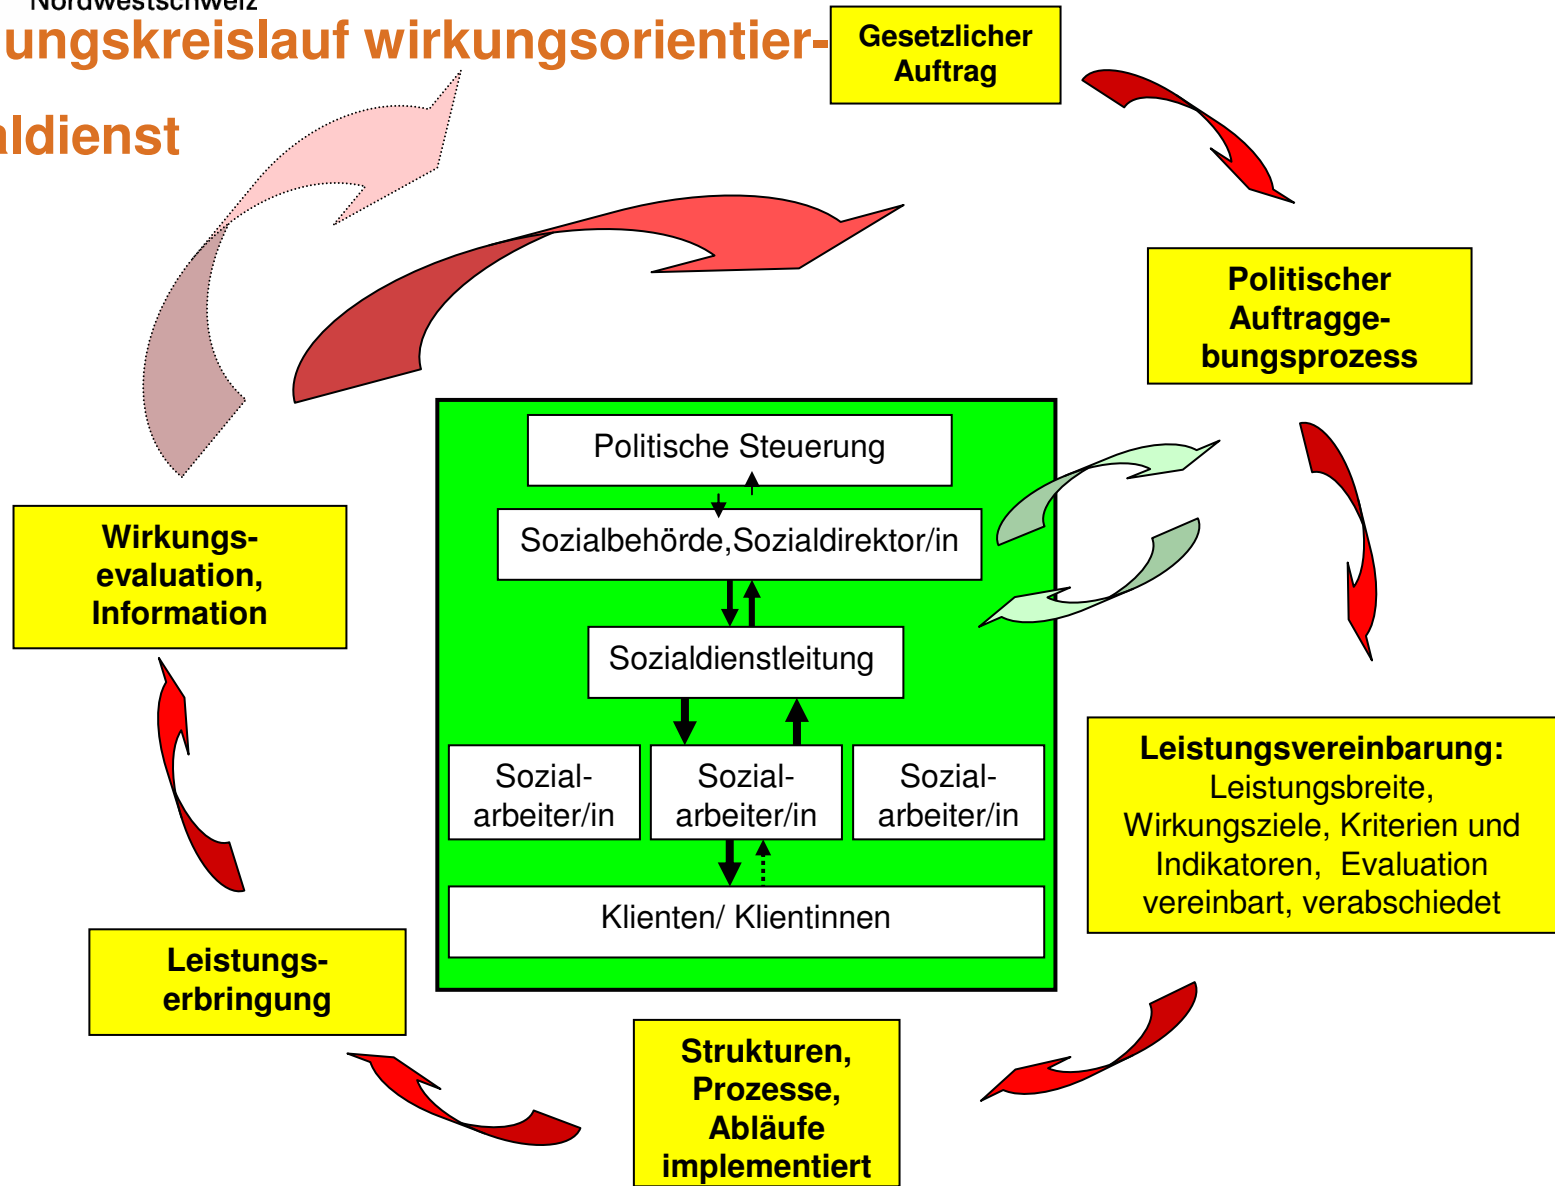 Nordwestschweiz
ungskreislauf wirkungsorientier-
aldienst
Gesetzlicher
Auftrag
Politischer
Auftragge-
bungsprozess
Politische Steuerung
Sozialbehörde,Sozialdirektor/in
Sozialdienstleitung
Sozial-
arbeiter/in
Sozial-
arbeiter/in
Sozial-
arbeiter/in
Klienten/ Klientinnen
Wirkungs-
evaluation,
Information
Leistungsvereinbarung:
Leistungsbreite,
Wirkungsziele, Kriterien und
Indikatoren, Evaluation
vereinbart, verabschiedet
Leistungs-
erbringung
Strukturen,
Prozesse,
Abläufe
implementiert